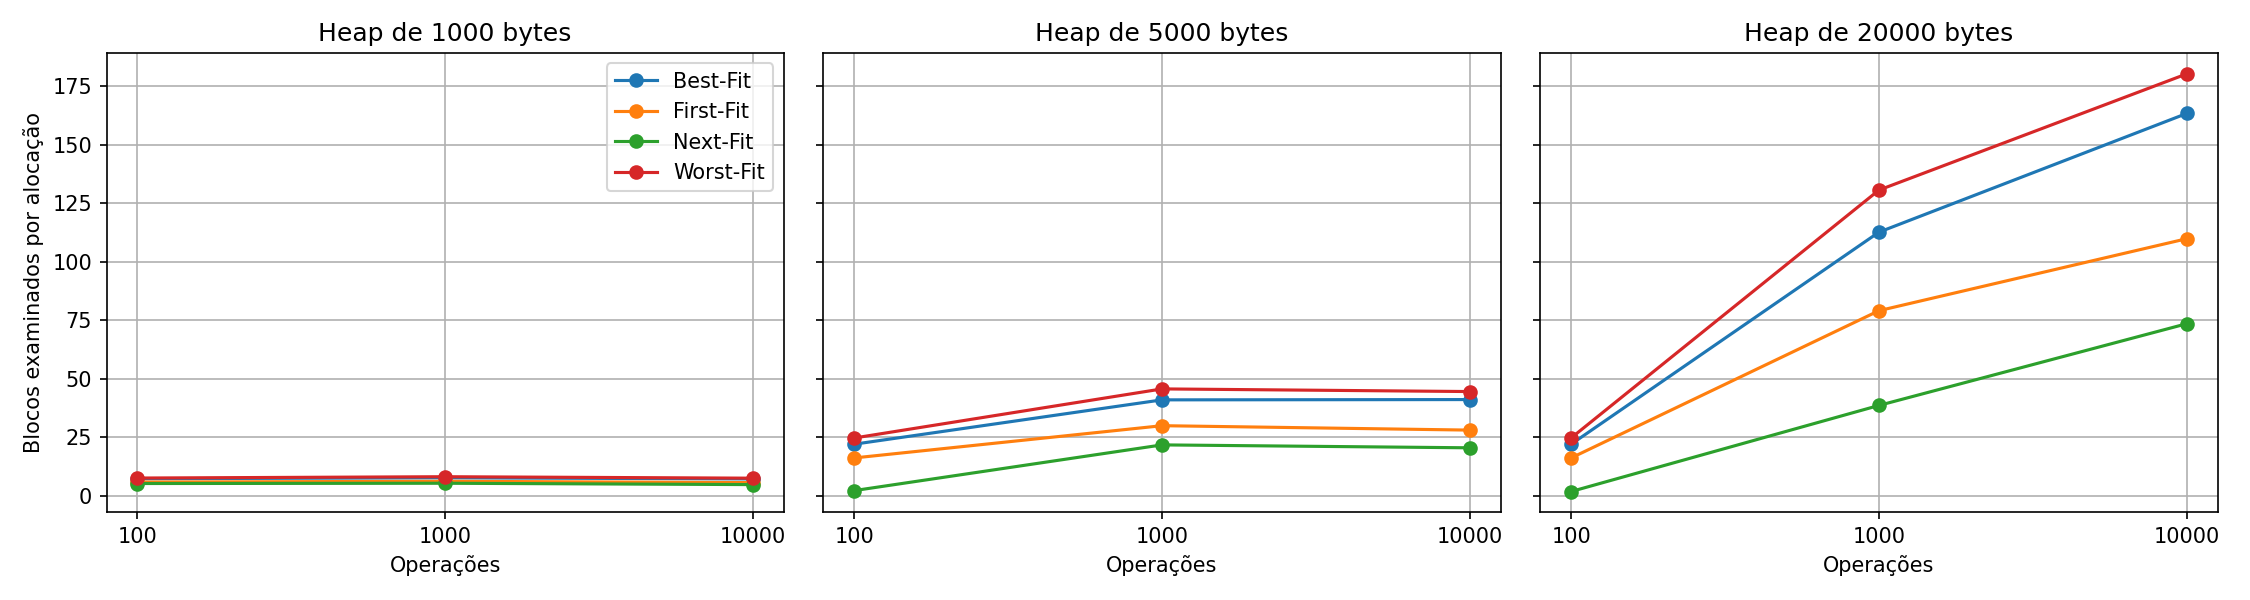 Heap de 1000 bytes
Heap de 5000 bytes
Heap de 20000 bytes
Blocos examinados por alocação
175
150
125
100
75
50
25
0
Best-Fit
First-Fit
Next-Fit
Worst-Fit
100
1000
10000
Operações
100
1000
10000
Operações
100
1000
10000
Operações